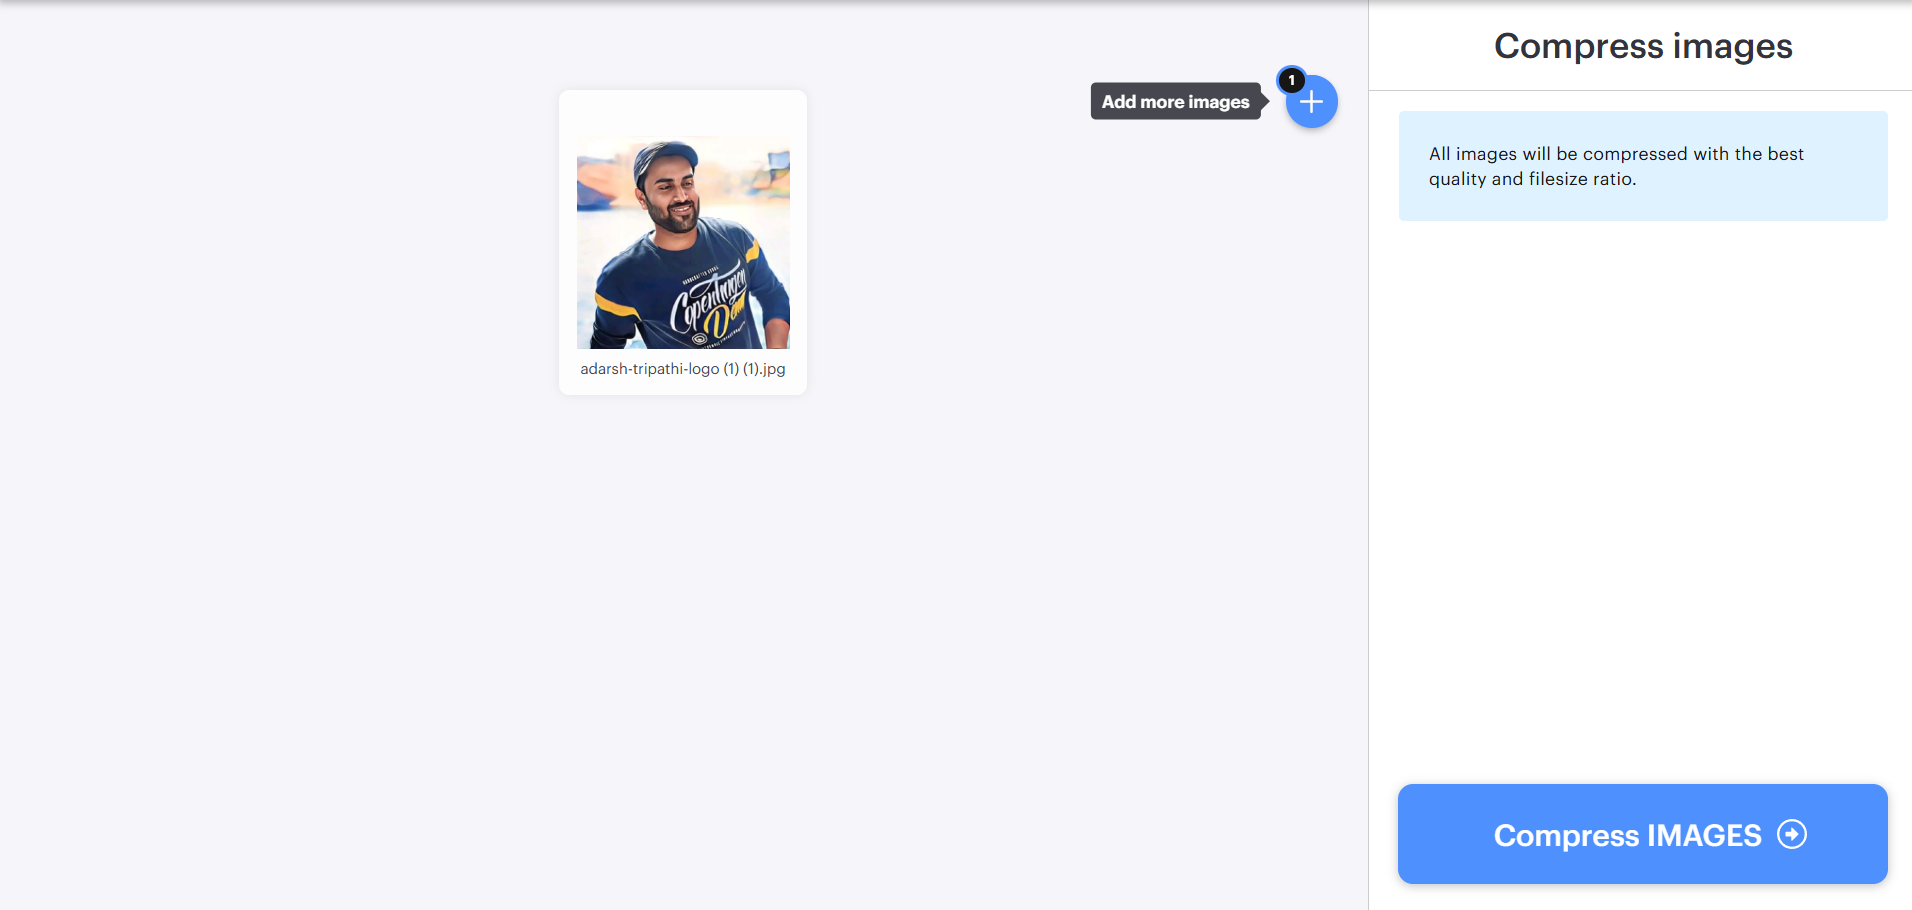 Compress images
1
Add more images
All images will be compressed with the best
quality and filesize ratio.
Copenhagen
adarsh-tripathi-logo (1) (1).jpg
Compress IMAGES